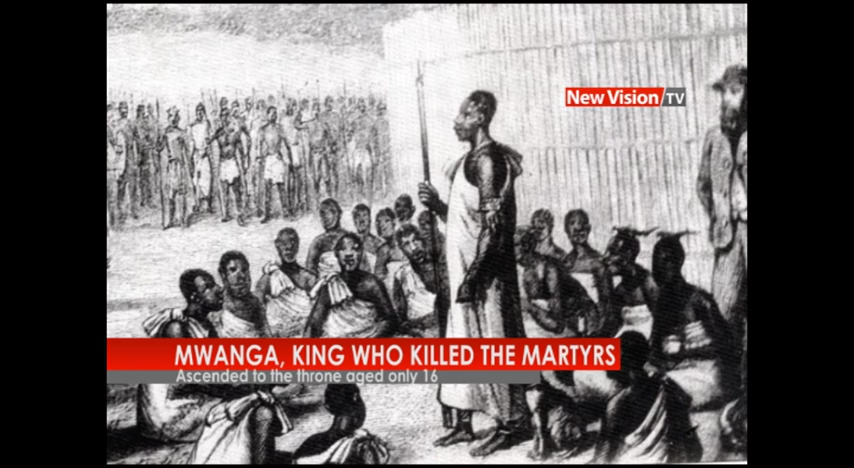 New Vision TV
MWANGA, KING WHO KILLED THE MARTYRS
Ascended to the throne aged only 16